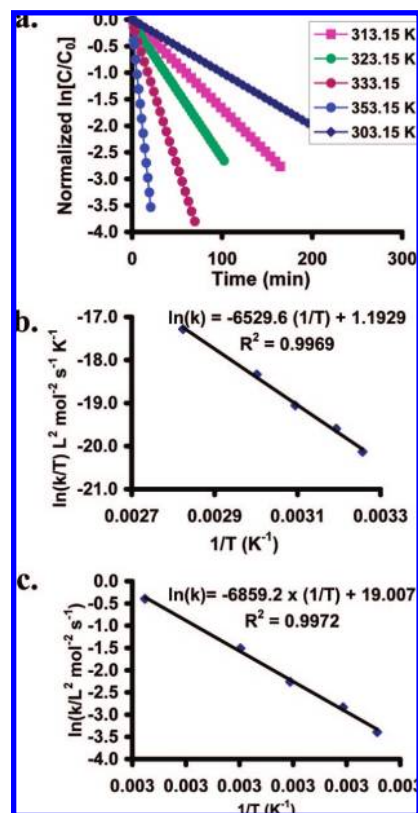 a.
0.0
-0.5
-1.0
-1.5
-2.0
-2.5
-3.0
-3.5
-4.0
Normalized ln[C/C₀]
313.15 K
323.15 K
333.15
353.15 K
303.15 K
0 100 200 300
Time (min)
b.
-17.0
-18.0
-19.0
-20.0
-21.0
ln(k/T) L² mol⁻² s⁻¹ K⁻¹
ln(k) = -6529.6 (1/T) + 1.1929
R² = 0.9969
0.0027 0.0029 0.0031 0.0033
1/T (K⁻¹)
c.
0.0
-0.5
-1.0
-1.5
-2.0
-2.5
-3.0
-3.5
-4.0
ln(k/L² mol⁻² s⁻¹)
ln(k)= -6859.2 x (1/T) + 19.007
R² = 0.9972
0.003 0.003 0.003 0.003 0.003 0.003
1/T (K⁻¹)